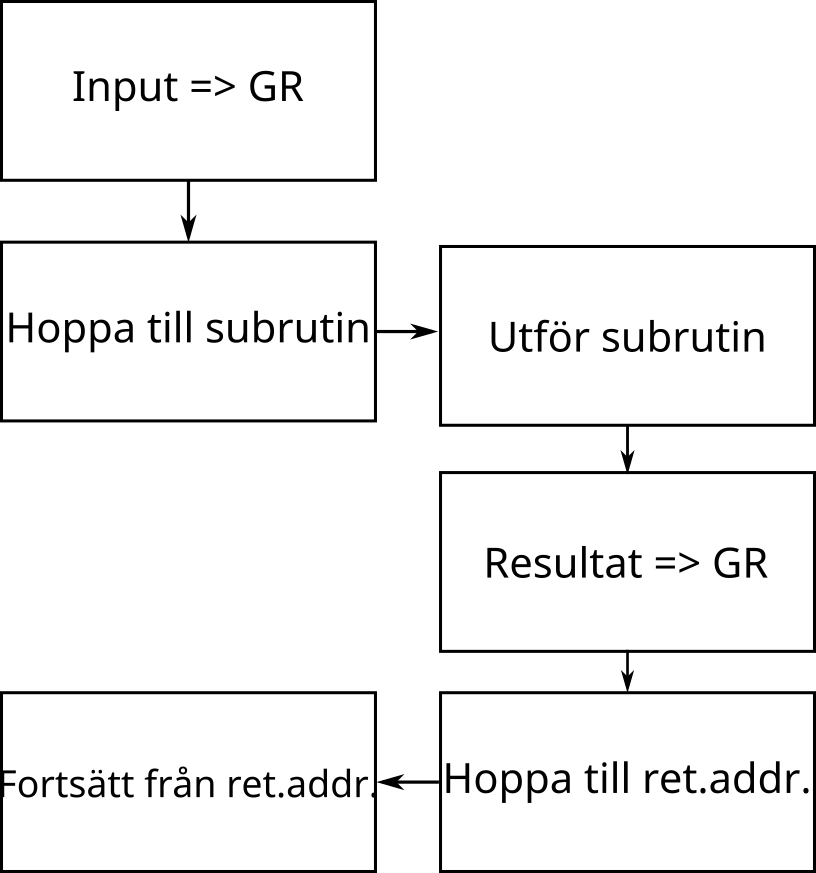 Input => GR
Hoppa till subrutin
Utför subrutin
Resultat => GR
Hoppa till ret.addr.
Fortsätt från ret.addr.